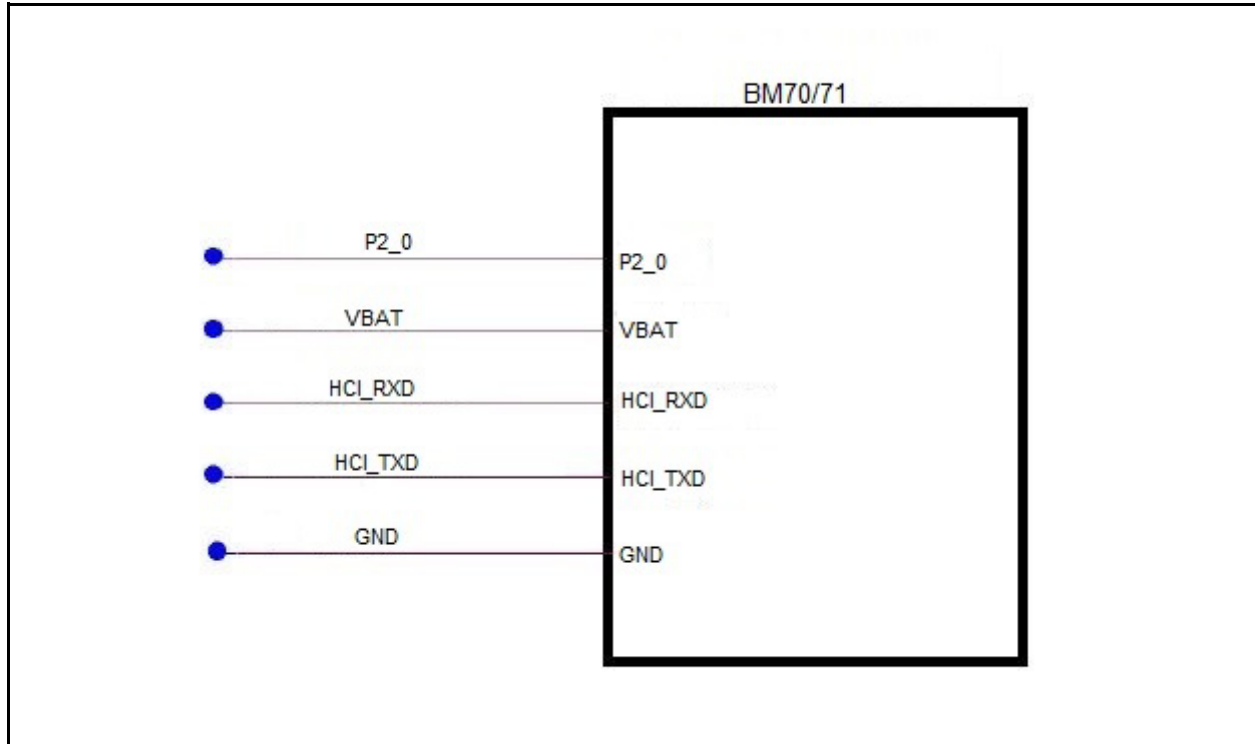 BM70/71
P2_0
P2_0
VBAT
VBAT
HCI_RXD
HCI_RXD
HCI_TXD
HCI_TXD
GND
GND